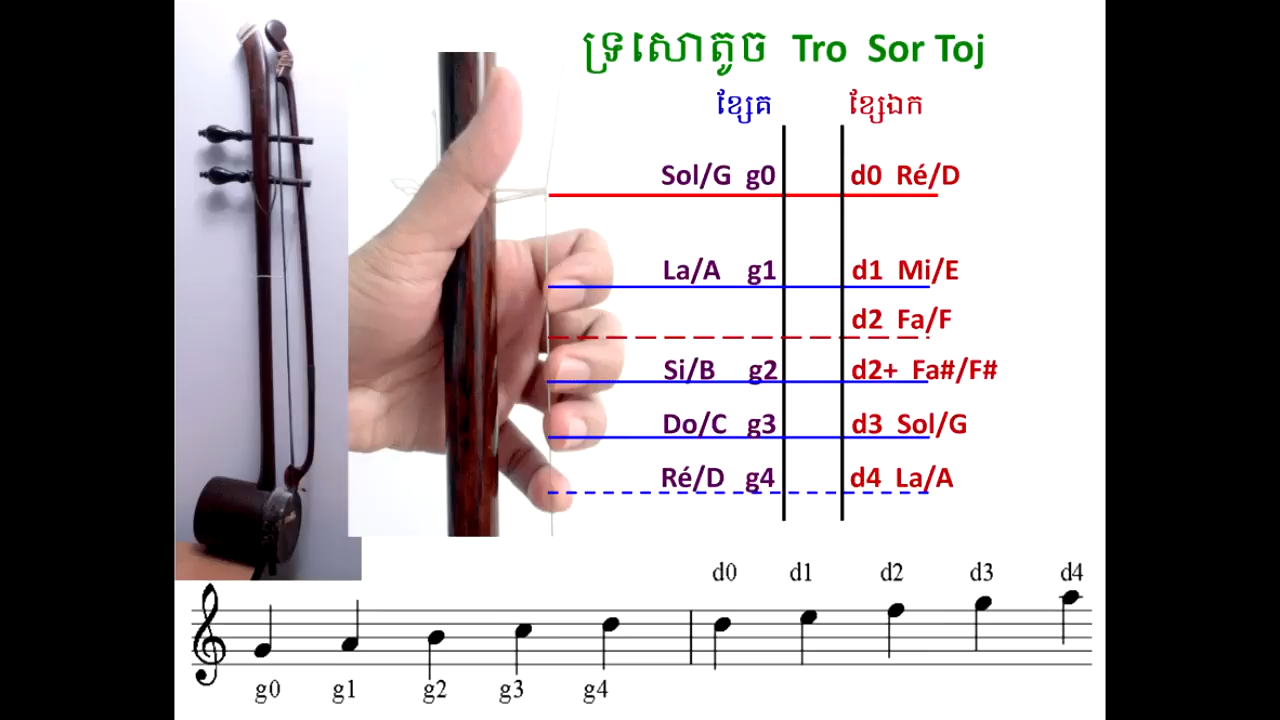 ទ្រសោតូច Tro Sor Toj
ខ្សែគ ខ្សែឯក
Sol/G g0 d0 Ré/D
La/A g1 d1 Mi/E
d2 Fa/F
Si/B g2 d2+ Fa#/F#
Do/C g3 d3 Sol/G
Ré/D g4 d4 La/A
d0 d1 d2 d3 d4
g0 g1 g2 g3 g4